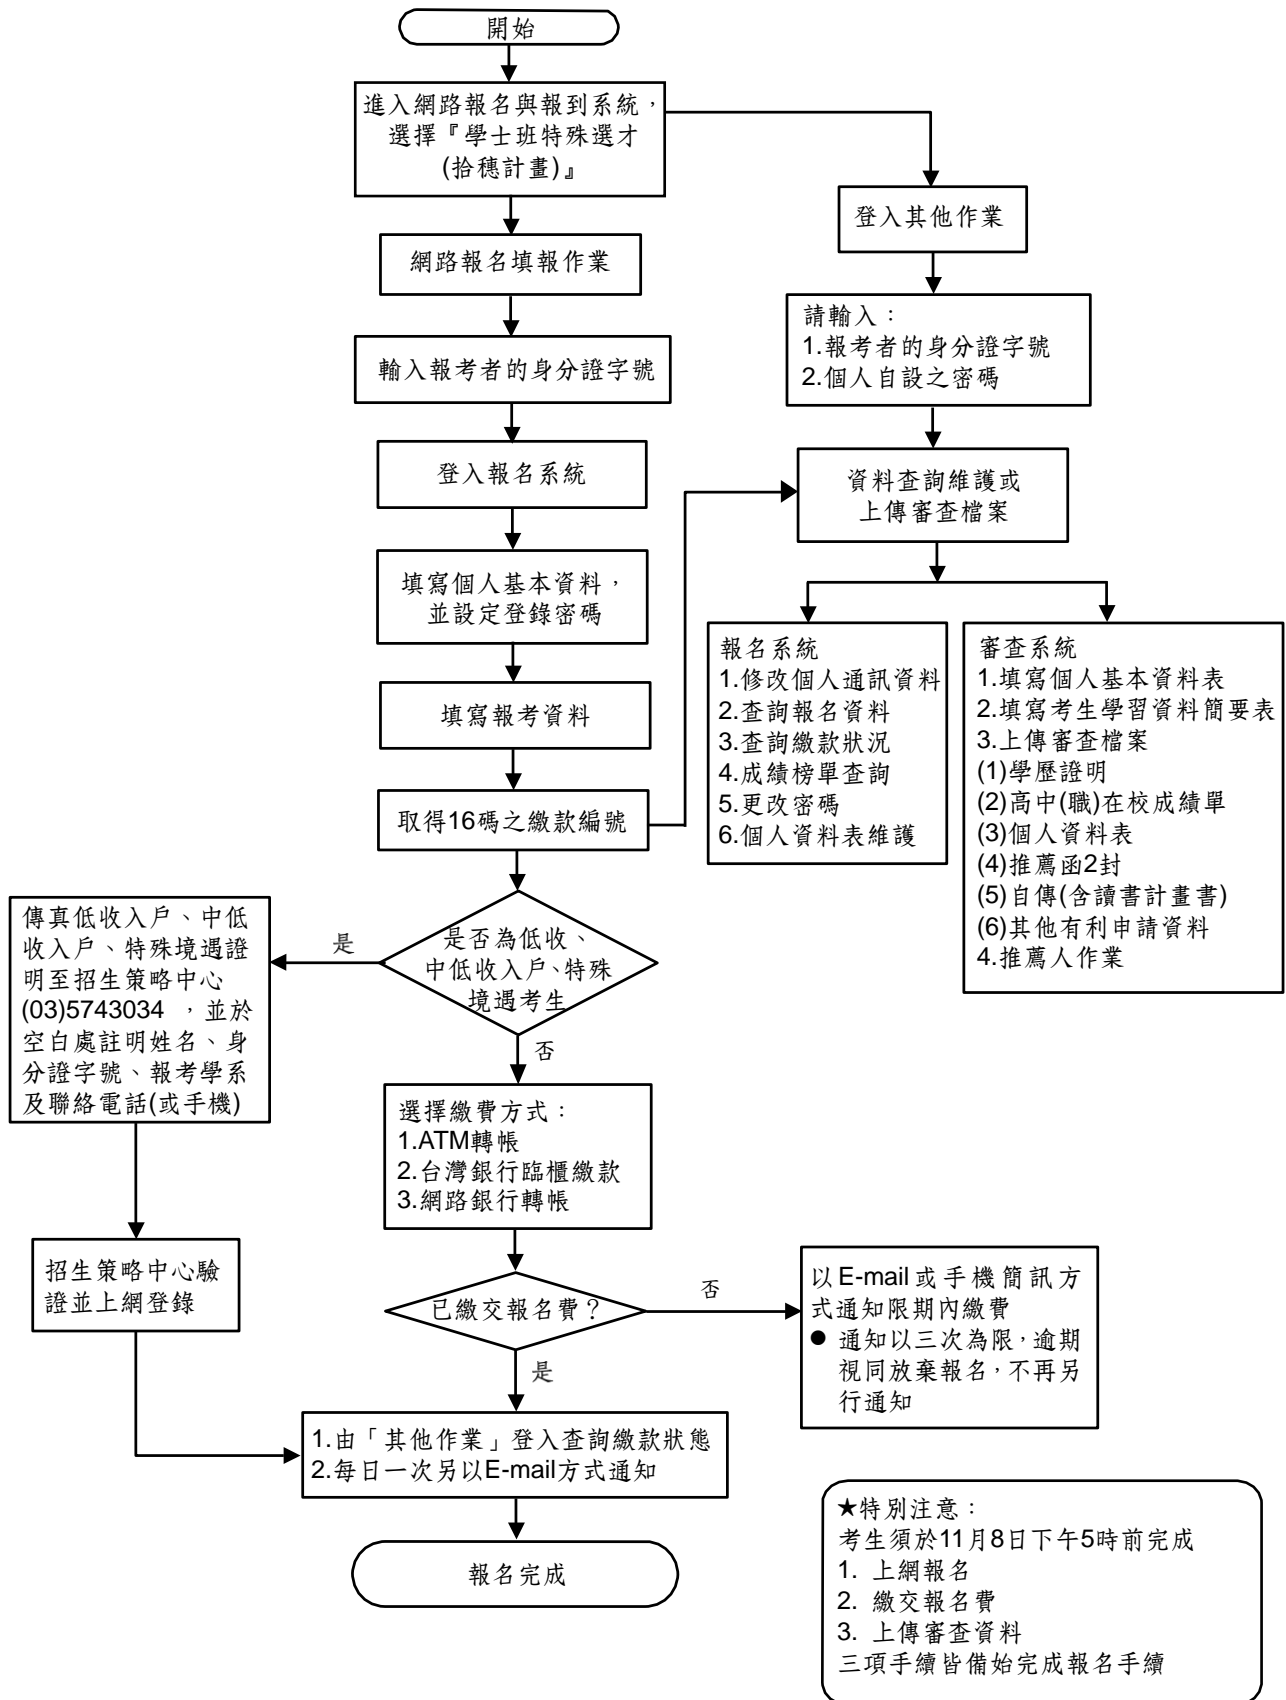 開始
進入網路報名與報到系統，
選擇『學士班特殊選才
(拾穗計畫)』
登入其他作業
網路報名填報作業
請輸入：
1.報考者的身分證字號
2.個人自設之密碼
輸入報考者的身分證字號
登入報名系統
資料查詢維護或
上傳審查檔案
填寫個人基本資料，
並設定登錄密碼
填寫報考資料
取得16碼之繳款編號
報名系統
1.修改個人通訊資料
2.查詢報名資料
3.查詢繳款狀況
4.成績榜單查詢
5.更改密碼
6.個人資料表維護
審查系統
1.填寫個人基本資料表
2.填寫考生學習資料簡要表
3.上傳審查檔案
(1)學歷證明
(2)高中(職)在校成績單
(3)個人資料表
(4)推薦函2封
(5)自傳(含讀書計畫書)
(6)其他有利申請資料
4.推薦人作業
是否為低收、
中低收入戶、特殊
境遇考生
是
否
傳真低收入戶、中低
收入戶、特殊境遇證
明至招生策略中心
(03)5743034 ，並於
空白處註明姓名、身
分證字號、報考學系
及聯絡電話(或手機)
選擇繳費方式：
1.ATM轉帳
2.台灣銀行臨櫃繳款
3.網路銀行轉帳
招生策略中心驗
證並上網登錄
已繳交報名費？
否
是
以E-mail或手機簡訊方
式通知限期內繳費
● 通知以三次為限，逾期
視同放棄報名，不再另
行通知
1.由「其他作業」登入查詢繳款狀態
2.每日一次另以E-mail方式通知
報名完成
★特別注意：
考生須於11月8日下午5時前完成
1. 上網報名
2. 繳交報名費
3. 上傳審查資料
三項手續皆備始完成報名手續